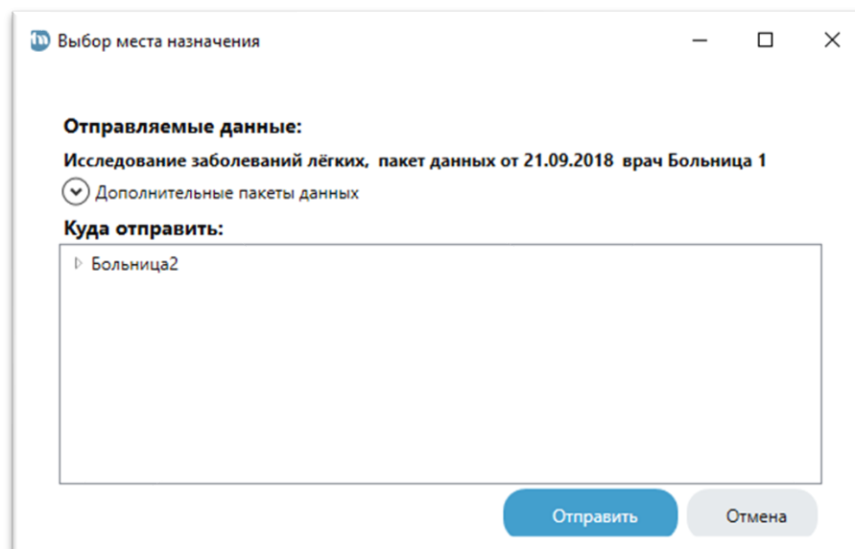 Выбор места назначения
Отправляемые данные:
Исследование заболеваний лёгких, пакет данных от 21.09.2018 врач Больница 1
Дополнительные пакеты данных
Куда отправить:
Больница2
Отправить Отмена